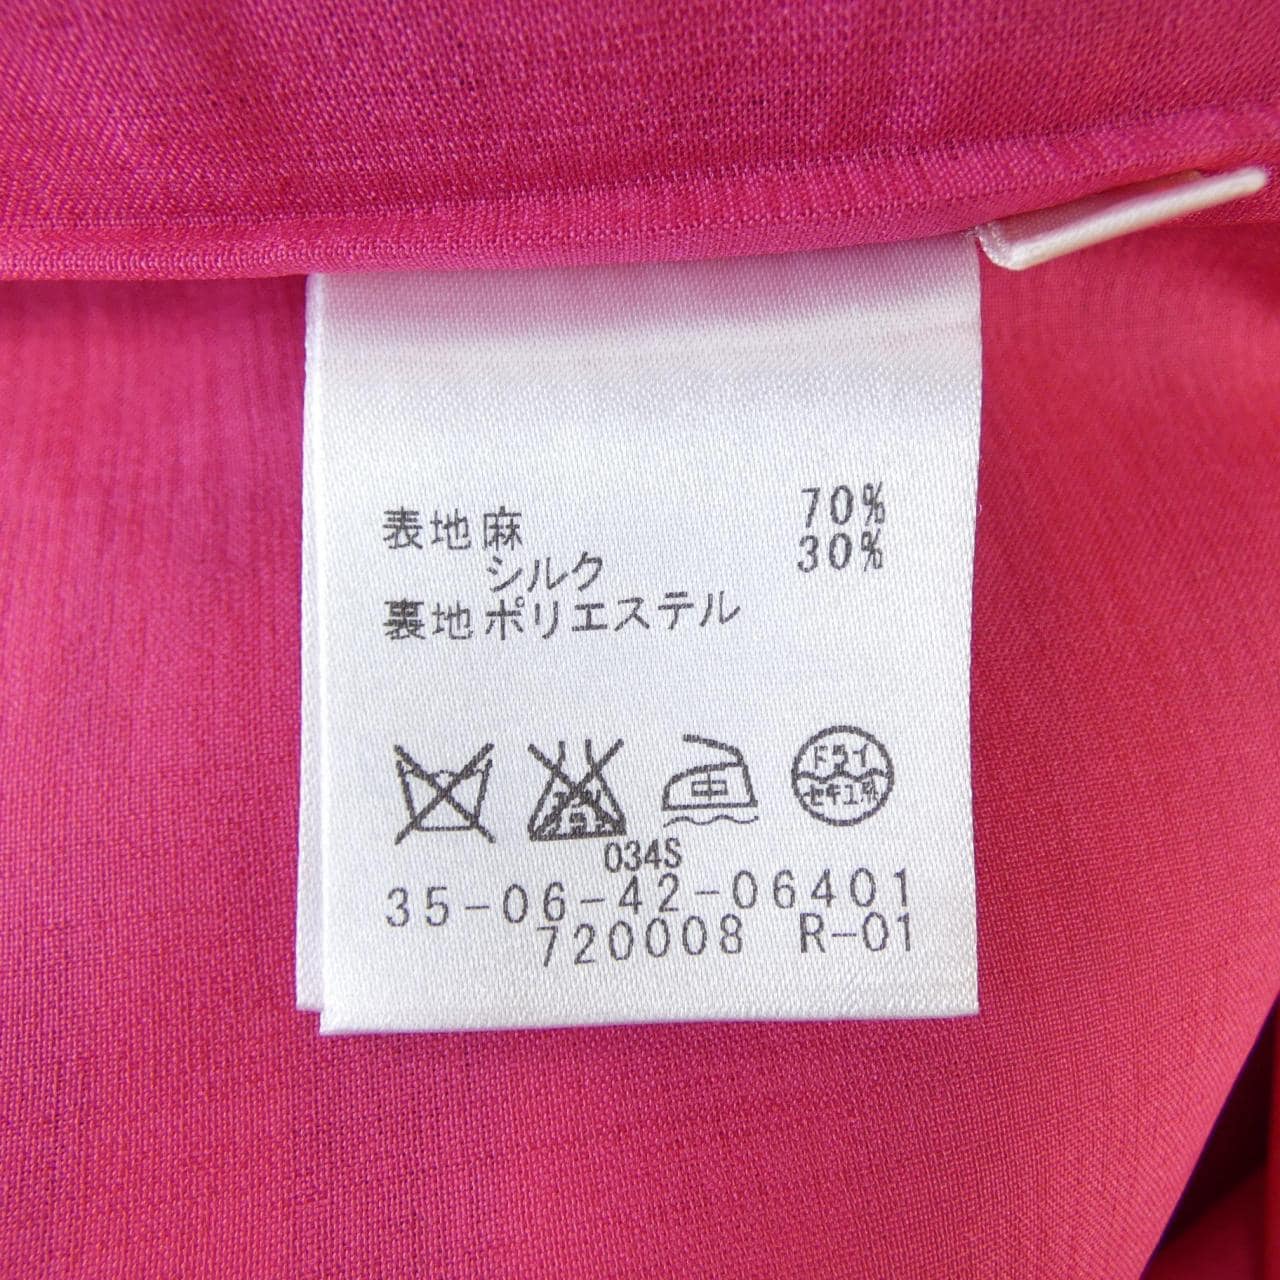 表地 麻 70%
シルク 30%
裏地 ポリエステル
中
ドライ
セキユ系
034S
35-06-42-06401
720008 R-01